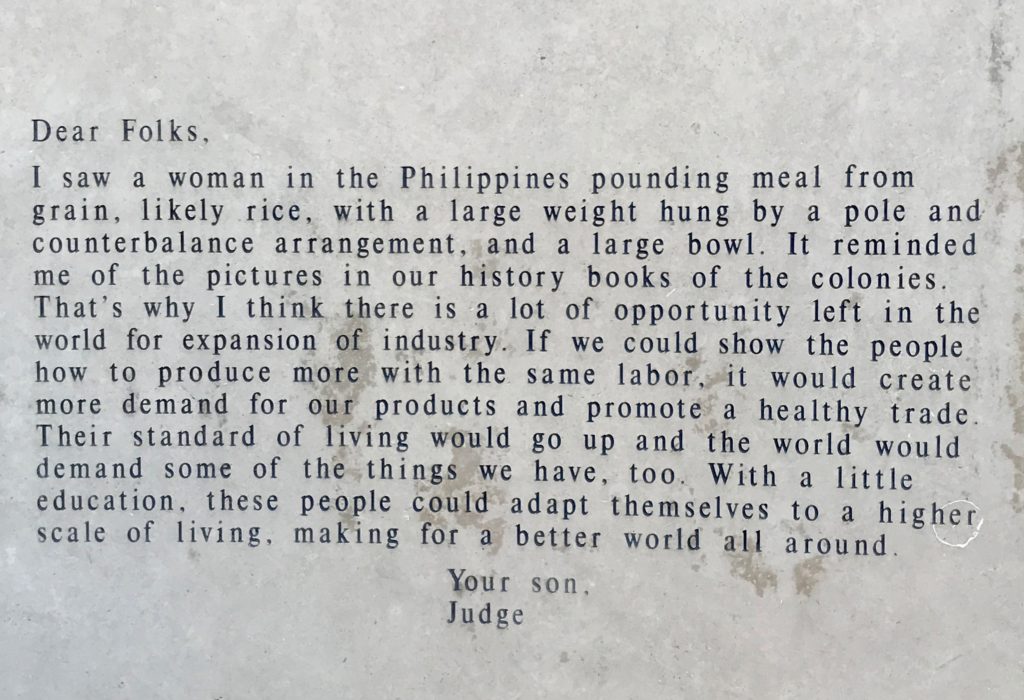 Dear Folks,
I saw a woman in the Philippines pounding meal from
grain, likely rice, with a large weight hung by a pole and
counterbalance arrangement, and a large bowl. It reminded
me of the pictures in our history books of the colonies.
That's why I think there is a lot of opportunity left in the
world for expansion of industry. If we could show the people
how to produce more with the same labor, it would create
more demand for our products and promote a healthy trade.
Their standard of living would go up and the world would
demand some of the things we have, too. With a little
education, these people could adapt themselves to a higher
scale of living, making for a better world all around.
Your son,
Judge